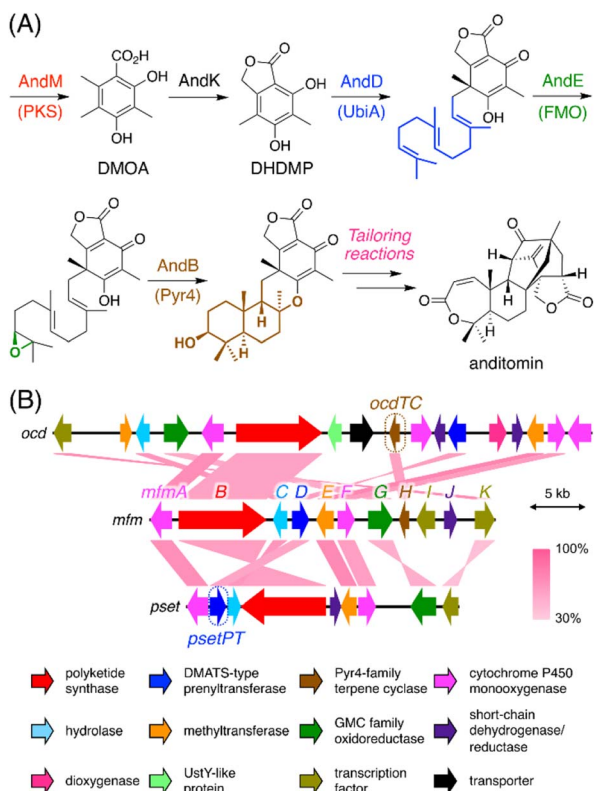 (A)
AndM
(PKS)
CO2H
OH
OH
DMOA
AndK
O
O
OH
OH
DHDMP
AndD
(UbiA)
O
O
O
OH
AndE
(FMO)
O
O
O
OH
O
AndB
(Pyr4)
O
O
O
O
H
H
HO
Tailoring
reactions
O
H
H
O
O
H
O
O
anditomin
(B)
ocdTC
ocd
mfmA B C D E F G H I J K
mfm
5 kb
100%
30%
pset
psetPT
polyketide
synthase
DMATS-type
prenyltransferase
Pyr4-family
terpene cyclase
cytochrome P450
monooxygenase
hydrolase
methyltransferase
GMC family
oxidoreductase
short-chain
dehydrogenase/
reductase
dioxygenase
UstY-like
protein
transcription
factor
transporter